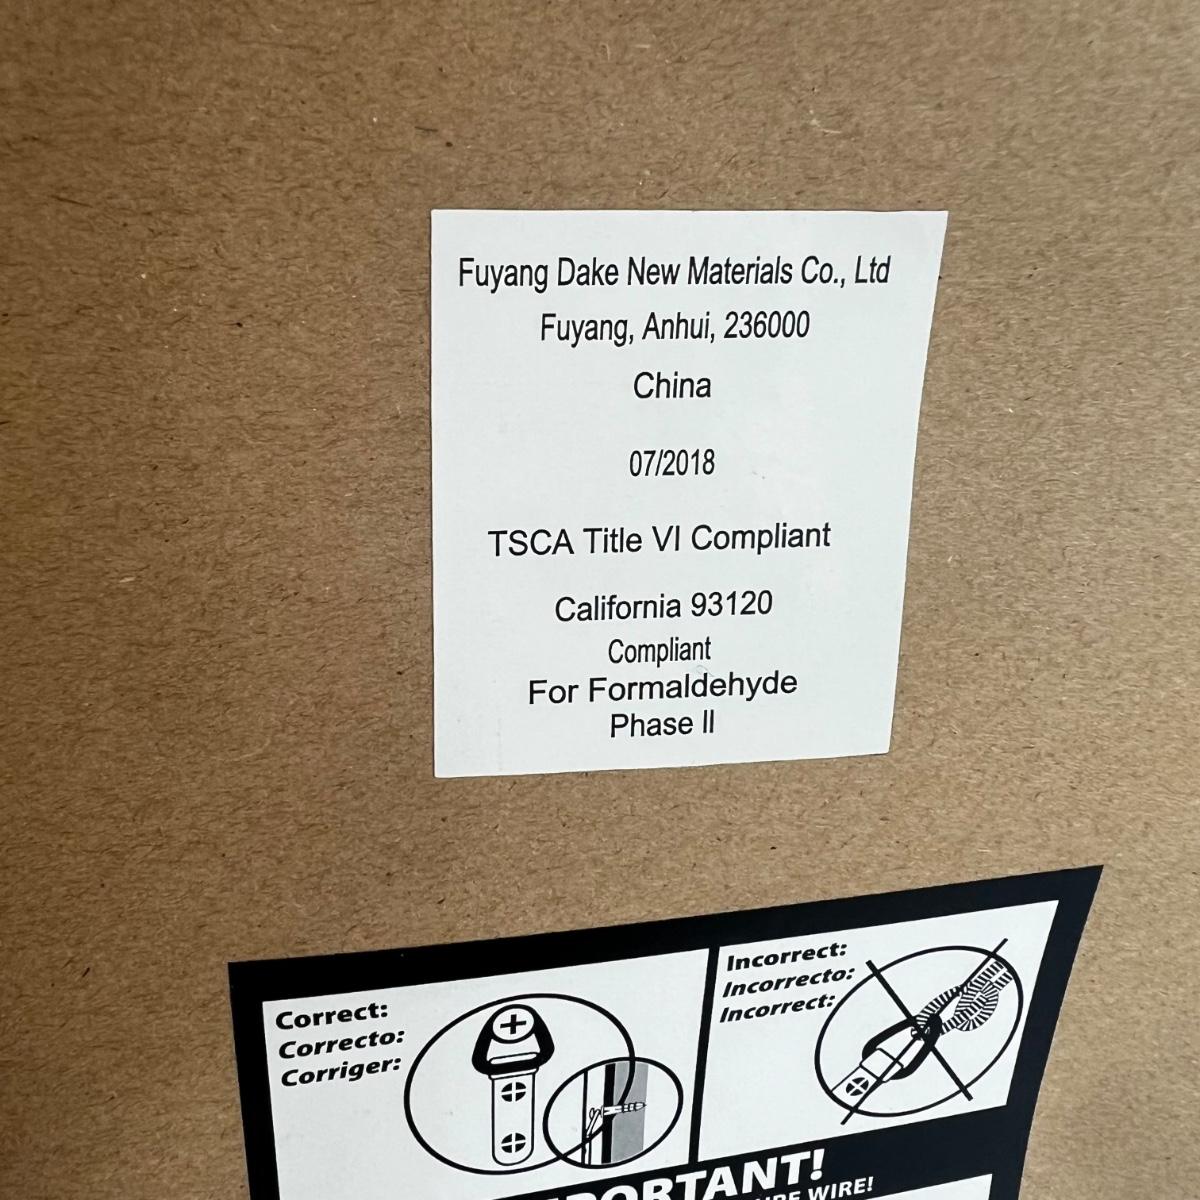 Fuyang Dake New Materials Co., Ltd
Fuyang, Anhui, 236000
China
07/2018
TSCA Title VI Compliant
California 93120
Compliant
For Formaldehyde
Phase II
Correct:
Correcto:
Corriger:
Incorrect:
Incorrecto:
Incorrect:
WIRE!